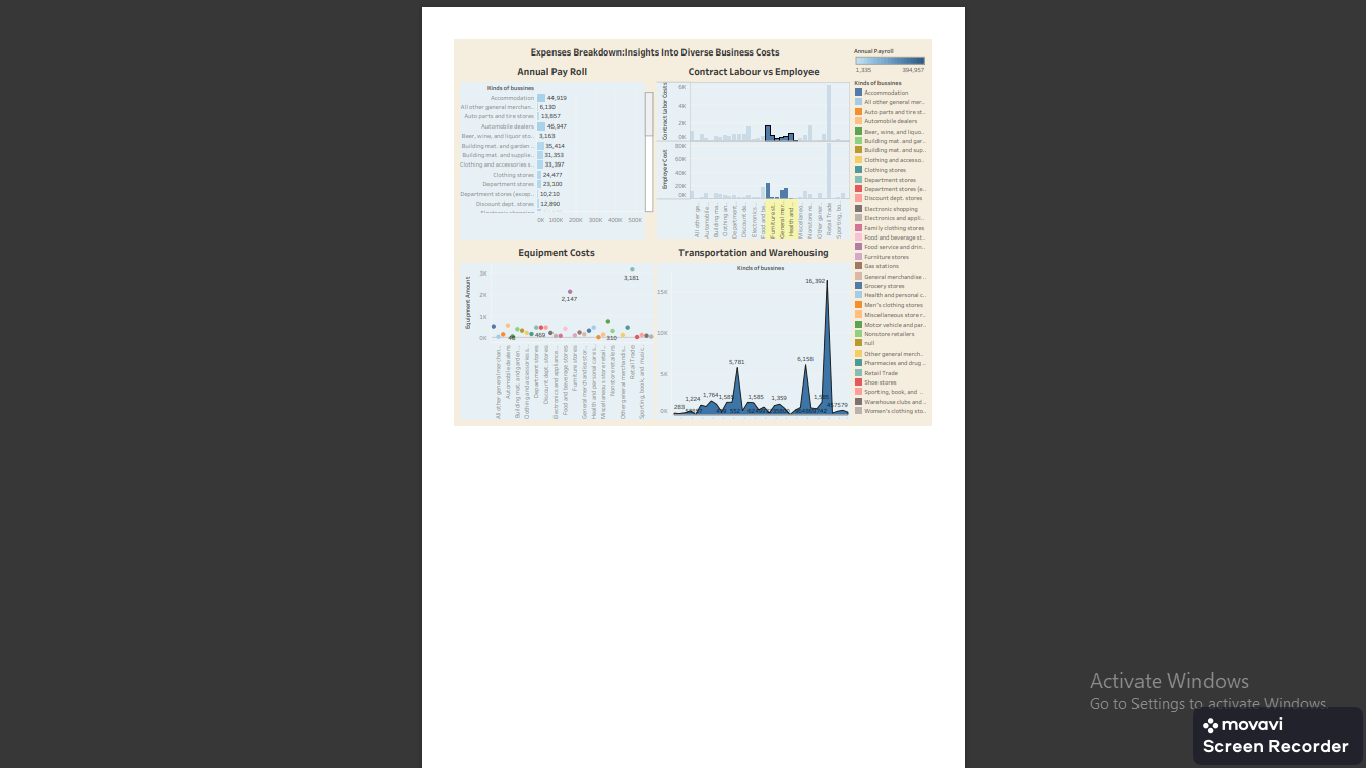 Expenses Breakdown:Insights Into Diverse Business Costs
Annual Pay Roll
Kinds of bussines
Accommodation 44,919
All other general merchan.. 6,130
Auto parts and tire stores 13,857
Automobile dealers 46,947
Beer, wine, and liquor sto.. 3,163
Building mat. and garden .. 35,414
Building mat. and supplie.. 31,353
Clothing and accessories s.. 33,397
Clothing stores 24,477
Department stores 23,100
Department stores (excep.. 10,210
Discount dept. stores 12,890
0K 100K 200K 300K 400K 500K
Contract Labour vs Employee
Contract Labor Costs
6K
4K
2K
0K
Employee Cost
80K
60K
40K
20K
0K
All other ge..
Automobile ..
Building ma..
Clothing an..
Department..
Discount de..
Electronics..
Food and be..
Furniture st..
General mer..
Health and ..
Miscellaneo..
Nonstore re..
Other gener..
Retail Trade
Sporting, bo..
Equipment Costs
Equipment Amount
3K
2K
1K
0K
3,181
2,147
469
310
All other general merchan..
Automobile dealers
Building mat. and garden ..
Clothing and accessories s..
Department stores
Discount dept. stores
Electronics and appliance ..
Food and beverage stores
Furniture stores
General merchandise stor..
Health and personal care s..
Miscellaneous store retail..
Nonstore retailers
Other general merchandis..
Retail Trade
Sporting, book, and music..
Transportation and Warehousing
Kinds of bussines
15K
10K
5K
0K
16,392
5,781
6,158
283
1,224
1,764
1,585
1,585
1,359
Annual Payroll
1,335 394,957
Kinds of bussines
Accommodation
All other general mer..
Auto parts and tire st..
Automobile dealers
Beer, wine, and liquo..
Building mat. and gar..
Building mat. and sup..
Clothing and accesso..
Clothing stores
Department stores
Department stores (e..
Discount dept. stores
Electronic shopping
Electronics and appli..
Family clothing stores
Food and beverage st..
Food service and drin..
Furniture stores
Gas stations
General merchandise ..
Grocery stores
Health and personal c..
Men's clothing stores
Miscellaneous store r..
Motor vehicle and par..
Nonstore retailers
null
Other general merch..
Pharmacies and drug ..
Retail Trade
Shoe stores
Sporting, book, and ..
Warehouse clubs and ..
Women's clothing sto..
Activate Windows
Go to Settings to activate Windows.
movavi
Screen Recorder